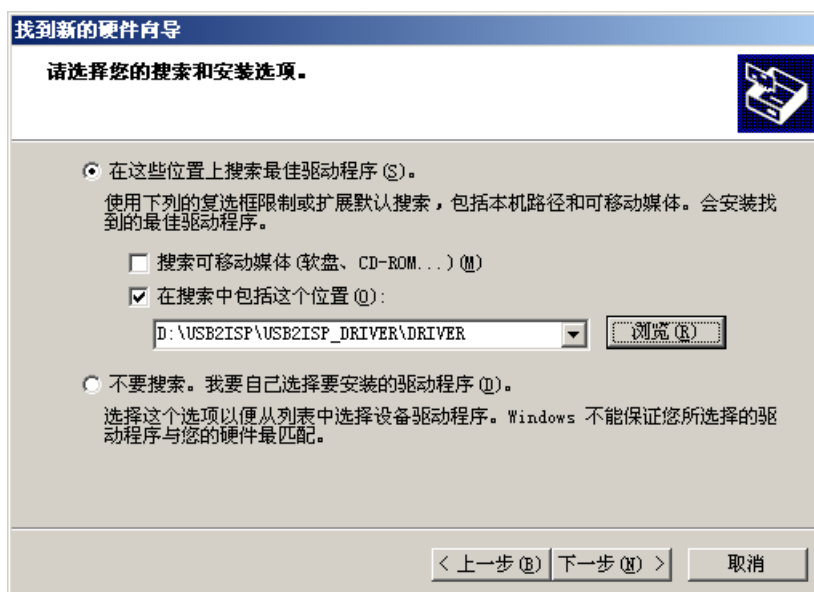 找到新的硬件向导
请选择您的搜索和安装选项。
在这些位置上搜索最佳驱动程序(S)。
使用下列的复选框限制或扩展默认搜索，包括本机路径和可移动媒体。会安装找
到的最佳驱动程序。
搜索可移动媒体(软盘、CD-ROM...)(M)
在搜索中包括这个位置(O):
D:\USB2ISP\USB2ISP_DRIVER\DRIVER
浏览(R)
不要搜索。我要自己选择要安装的驱动程序(D)。
选择这个选项以便从列表中选择设备驱动程序。Windows 不能保证您所选择的驱
动程序与您的硬件最匹配。
< 上一步(B) 下一步(N) > 取消